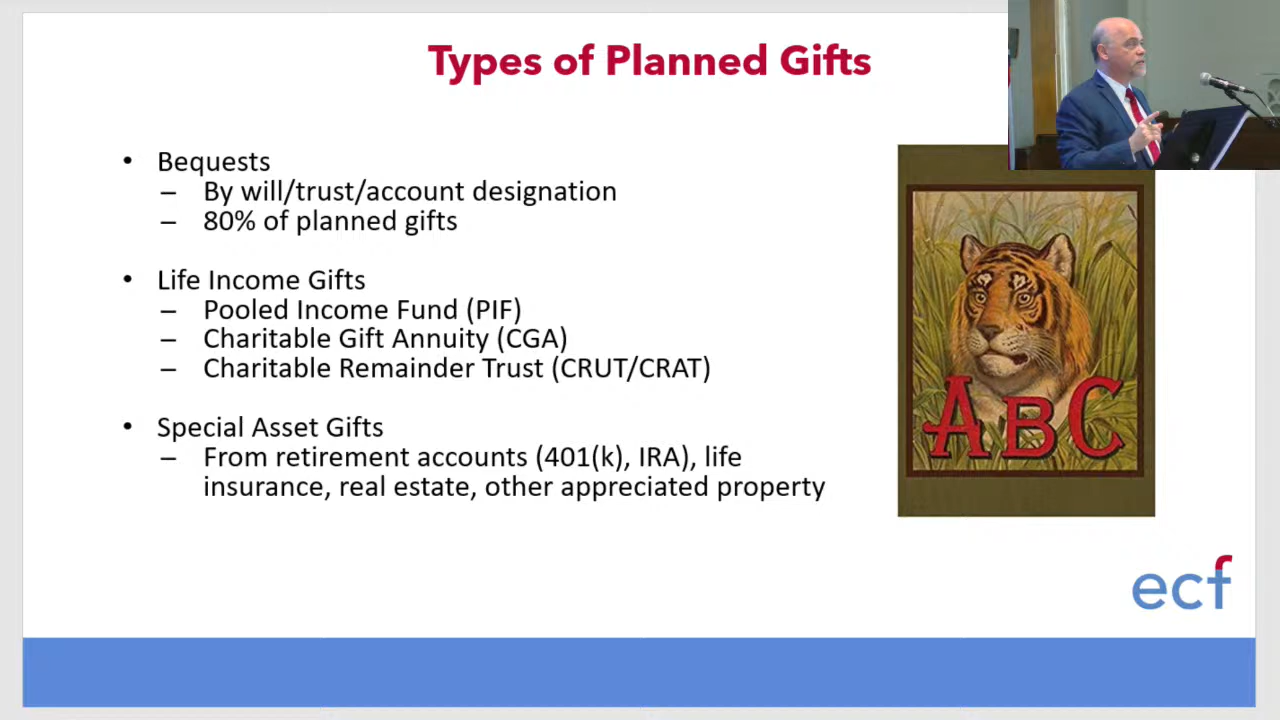 Types of Planned Gifts
• Bequests
– By will/trust/account designation
– 80% of planned gifts
• Life Income Gifts
– Pooled Income Fund (PIF)
– Charitable Gift Annuity (CGA)
– Charitable Remainder Trust (CRUT/CRAT)
• Special Asset Gifts
– From retirement accounts (401(k), IRA), life
insurance, real estate, other appreciated property
ABC
ecf